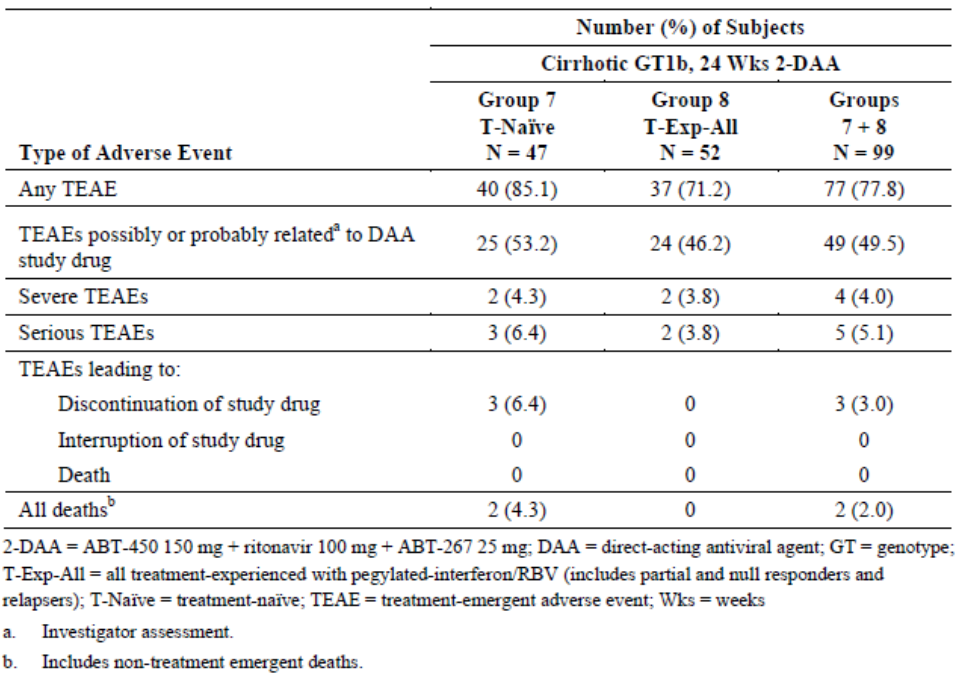 Number (%) of Subjects
Cirrhotic GT1b, 24 Wks 2-DAA
Type of Adverse Event
Group 7
T-Naïve
N = 47
Group 8
T-Exp-All
N = 52
Groups
7 + 8
N = 99
Any TEAE 40 (85.1) 37 (71.2) 77 (77.8)
TEAEs possibly or probably relatedᵃ to DAA
study drug 25 (53.2) 24 (46.2) 49 (49.5)
Severe TEAEs 2 (4.3) 2 (3.8) 4 (4.0)
Serious TEAEs 3 (6.4) 2 (3.8) 5 (5.1)
TEAEs leading to:
Discontinuation of study drug 3 (6.4) 0 3 (3.0)
Interruption of study drug 0 0 0
Death 0 0 0
All deathsᵇ 2 (4.3) 0 2 (2.0)
2-DAA = ABT-450 150 mg + ritonavir 100 mg + ABT-267 25 mg; DAA = direct-acting antiviral agent; GT = genotype;
T-Exp-All = all treatment-experienced with pegylated-interferon/RBV (includes partial and null responders and
relapsers); T-Naïve = treatment-naïve; TEAE = treatment-emergent adverse event; Wks = weeks
a. Investigator assessment.
b. Includes non-treatment emergent deaths.